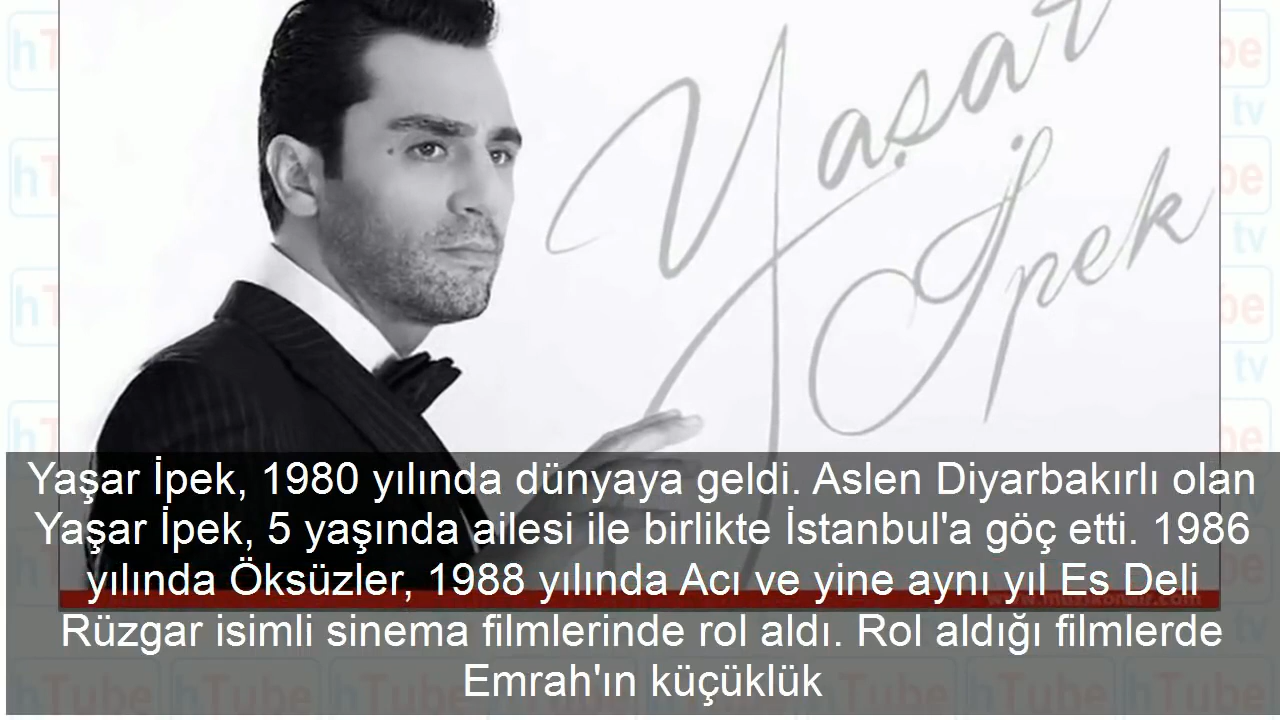 Yaşar
İpek
Yaşar İpek, 1980 yılında dünyaya geldi. Aslen Diyarbakırlı olan
Yaşar İpek, 5 yaşında ailesi ile birlikte İstanbul'a göç etti. 1986
yılında Öksüzler, 1988 yılında Acı ve yine aynı yıl Es Deli
Rüzgar isimli sinema filmlerinde rol aldı. Rol aldığı filmlerde
Emrah'ın küçüklük
hTube
tv